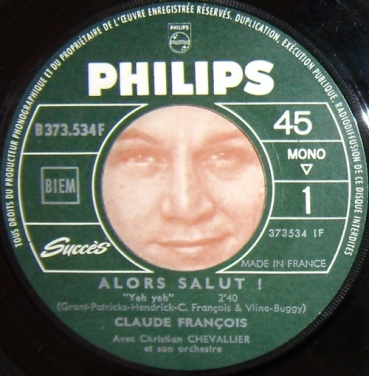 TOUS DROITS DU PRODUCTEUR PHONOGRAPHIQUE ET DU PROPRIÉTAIRE DE L'ŒUVRE ENREGISTRÉE RÉSERVÉS. DUPLICATION, EXÉCUTION PUBLIQUE, RADIODIFFUSION DE CE DISQUE INTERDITES
PHILIPS
PHILIPS
B 373.534 F
45
MONO
BIEM
1
373534 1F
Succès
MADE IN FRANCE
ALORS SALUT !
"Yeh yeh" 2'40
(Grant-Patricks-Hendrick-C. François & Vline-Buggy)
CLAUDE FRANÇOIS
Avec Christian CHEVALLIER
et son orchestre